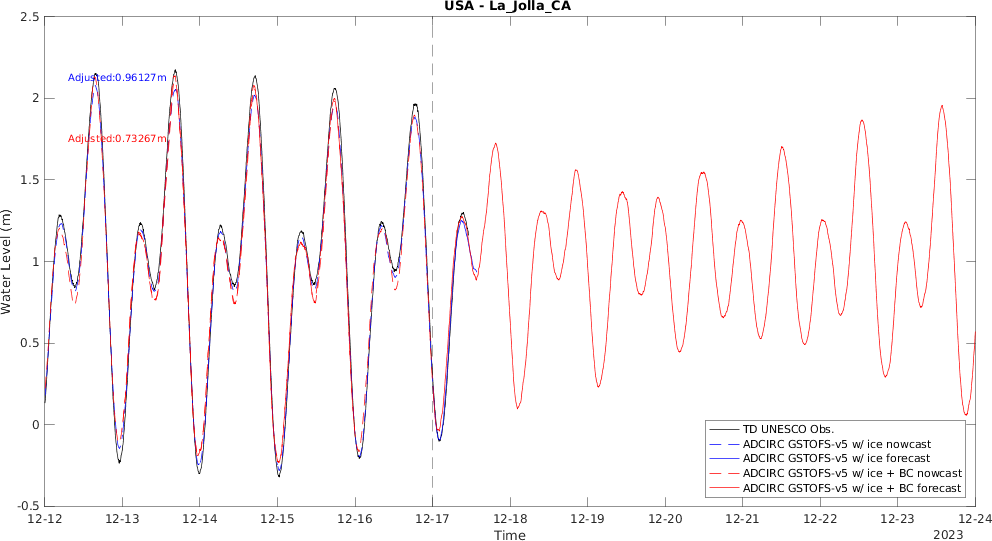 USA - La_Jolla_CA
2.5
2
1.5
1
0.5
0
-0.5
Water Level (m)
Adjusted:0.96127m
Adjusted:0.73267m
TD UNESCO Obs.
ADCIRC GSTOFS-v5 w/ ice nowcast
ADCIRC GSTOFS-v5 w/ ice forecast
ADCIRC GSTOFS-v5 w/ ice + BC nowcast
ADCIRC GSTOFS-v5 w/ ice + BC forecast
12-12 12-13 12-14 12-15 12-16 12-17 12-18 12-19 12-20 12-21 12-22 12-23 12-24
Time
2023